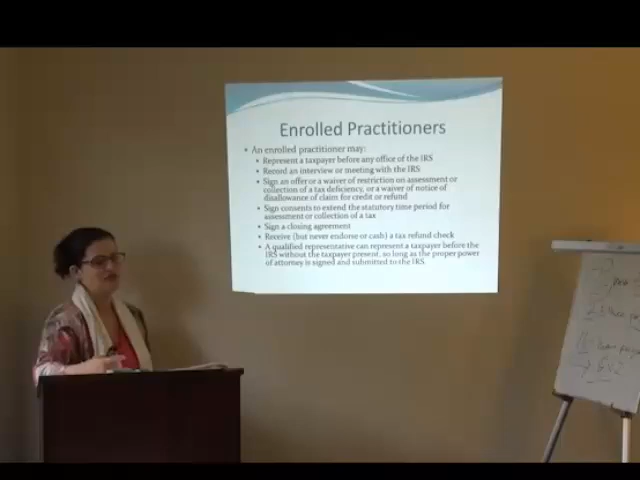 Enrolled Practitioners
• An enrolled practitioner may:
• Represent a taxpayer before any office of the IRS
• Record an interview or meeting with the IRS
• Sign an offer or a waiver of restriction on assessment or
collection of a tax deficiency, or a waiver of notice of
disallowance of claim for credit or refund
• Sign consents to extend the statutory time period for
assessment or collection of a tax
• Sign a closing agreement
• Receive (but never endorse or cash) a tax refund check
• A qualified representative can represent a taxpayer before the
IRS without the taxpayer present, so long as the proper power
of attorney is signed and submitted to the IRS.